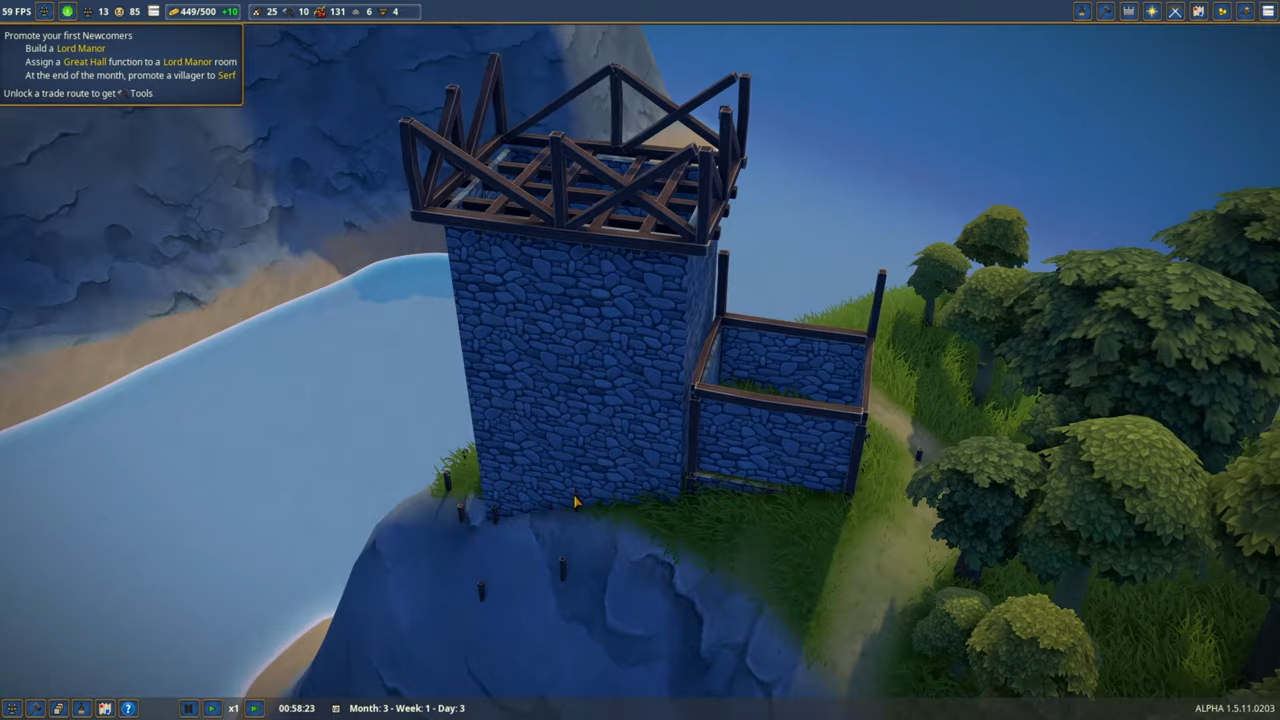 59 FPS 13 85 449/500 +10 25 10 131 6 4
Promote your first Newcomers
Build a Lord Manor
Assign a Great Hall function to a Lord Manor room
At the end of the month, promote a villager to Serf
Unlock a trade route to get Tools
? x1 00:58:23 Month: 3 - Week: 1 - Day: 3 ALPHA 1.5.11.0203